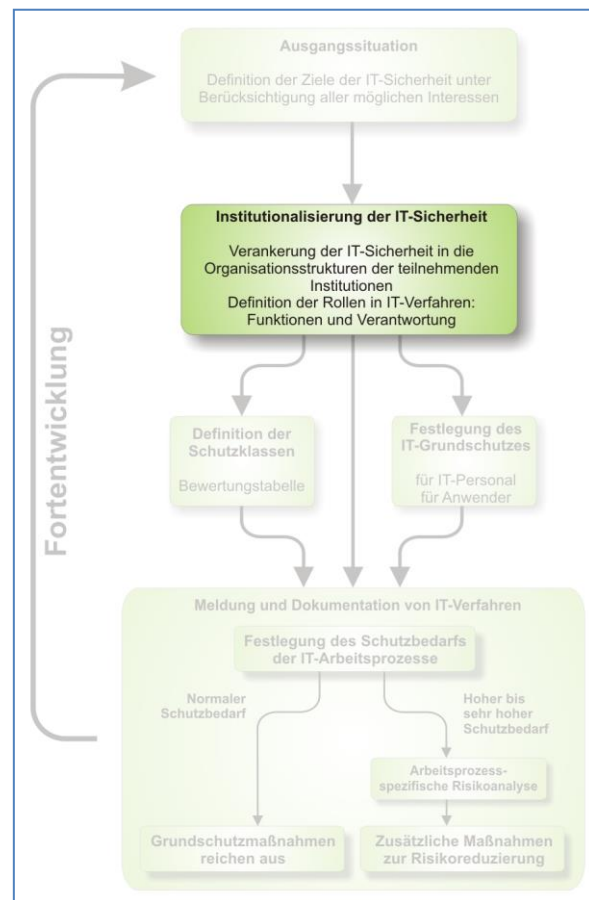 Ausgangssituation
Definition der Ziele der IT-Sicherheit unter
Berücksichtigung aller möglichen Interessen
Institutionalisierung der IT-Sicherheit
Verankerung der IT-Sicherheit in die
Organisationsstrukturen der teilnehmenden
Institutionen
Definition der Rollen in IT-Verfahren:
Funktionen und Verantwortung
Fortentwicklung
Definition der
Schutzklassen
Bewertungstabelle
Festlegung des
IT-Grundschutzes
für IT-Personal
für Anwender
Meldung und Dokumentation von IT-Verfahren
Festlegung des Schutzbedarfs
der IT-Arbeitsprozesse
Normaler
Schutzbedarf
Hoher bis
sehr hoher
Schutzbedarf
Arbeitsprozess-
spezifische Risikoanalyse
Grundschutzmaßnahmen
reichen aus
Zusätzliche Maßnahmen
zur Risikoreduzierung